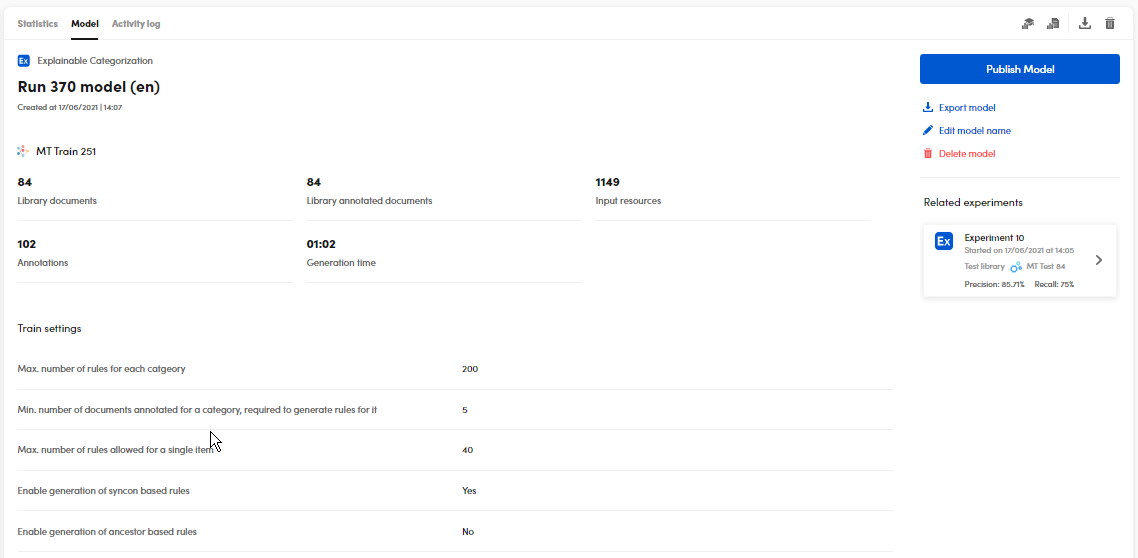 Statistics Model Activity log
Ex Explainable Categorization
Run 370 model (en)
Created at 17/06/2021 | 14:07
MT Train 251
84 84 1149
Library documents Library annotated documents Input resources
102 01:02
Annotations Generation time
Train settings
Max. number of rules for each catgeory 200
Min. number of documents annotated for a category, required to generate rules for it 5
Max. number of rules allowed for a single item 40
Enable generation of syncon based rules Yes
Enable generation of ancestor based rules No
Publish Model
Export model
Edit model name
Delete model
Related experiments
Ex Experiment 10
Started on 17/06/2021 at 14:05
Test library MT Test 84
Precision: 85.71% Recall: 75%